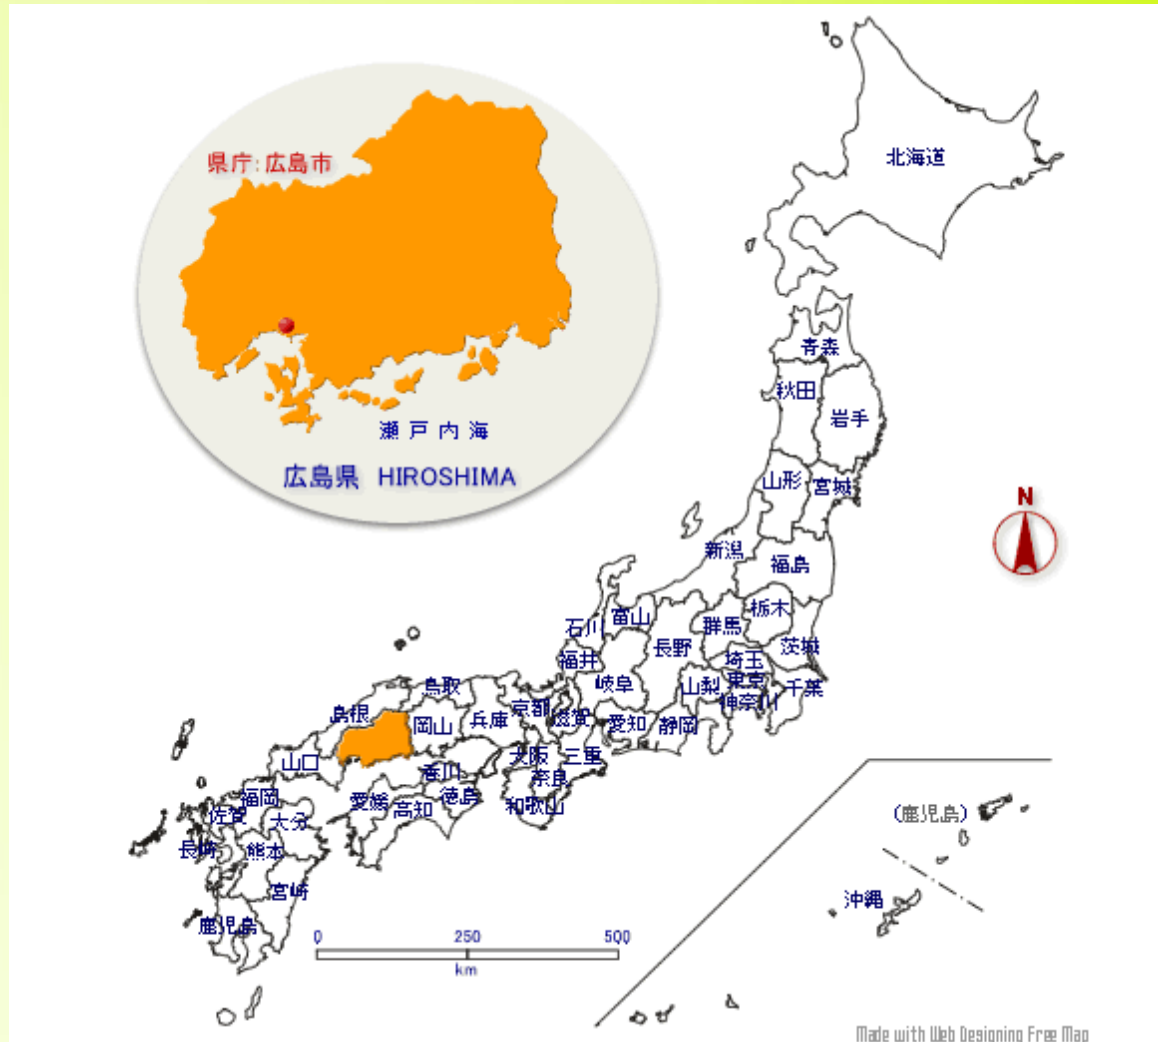 県庁:広島市
瀬戸内海
広島県 HIROSHIMA
北海道
青森
秋田
岩手
山形
宮城
新潟
福島
N
栃木
富山
群馬
石川
長野
茨城
福井
埼玉
岐阜
山梨
東京
千葉
神奈川
鳥取
京都
滋賀
愛知
静岡
島根
岡山
兵庫
大阪
三重
山口
香川
奈良
福岡
愛媛
高知
徳島
和歌山
佐賀
大分
長崎
熊本
宮崎
鹿児島
(鹿児島)
沖縄
0 250 500
km
Made with Web Designing Free Map